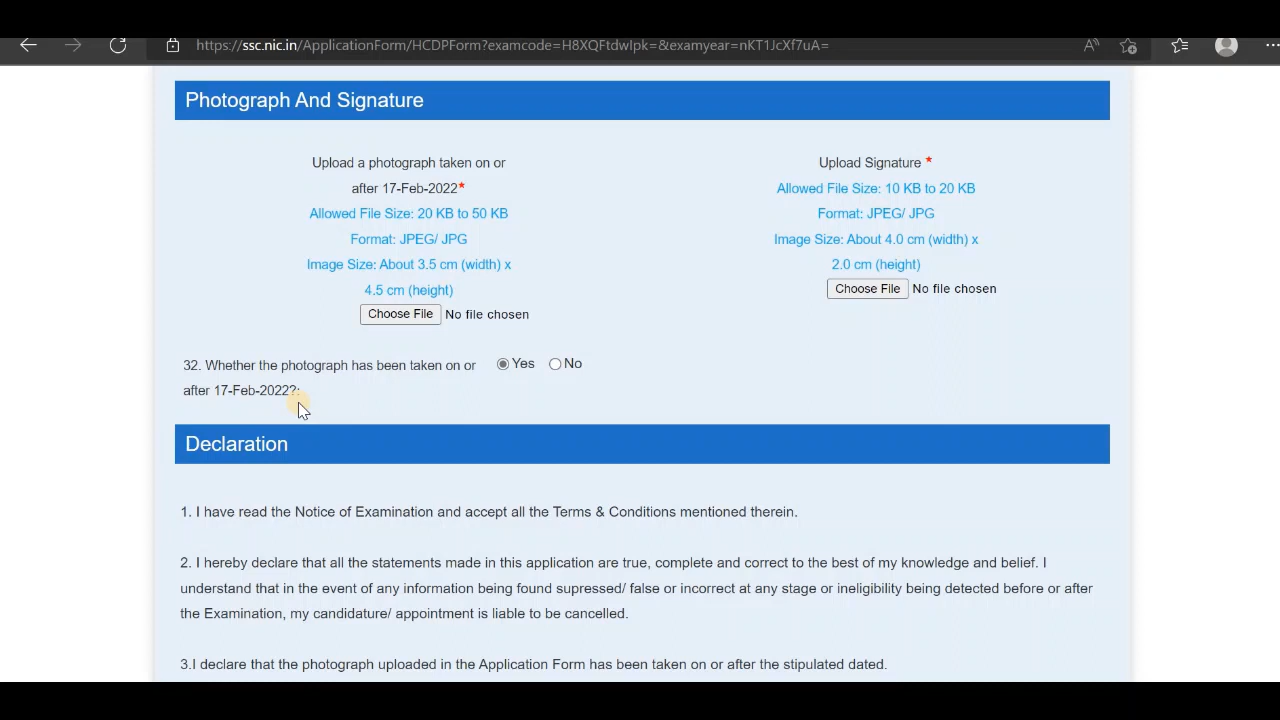 https://ssc.nic.in/ApplicationForm/HCDPForm?examcode=H8XQFtdwIpk=&examyear=nKT1JcXf7uA=
Photograph And Signature
Upload a photograph taken on or
after 17-Feb-2022*
Allowed File Size: 20 KB to 50 KB
Format: JPEG/ JPG
Image Size: About 3.5 cm (width) x
4.5 cm (height)
Choose File No file chosen
Upload Signature *
Allowed File Size: 10 KB to 20 KB
Format: JPEG/ JPG
Image Size: About 4.0 cm (width) x
2.0 cm (height)
Choose File No file chosen
32. Whether the photograph has been taken on or
after 17-Feb-2022?:
Yes No
Declaration
1. I have read the Notice of Examination and accept all the Terms & Conditions mentioned therein.
2. I hereby declare that all the statements made in this application are true, complete and correct to the best of my knowledge and belief. I
understand that in the event of any information being found supressed/ false or incorrect at any stage or ineligibility being detected before or after
the Examination, my candidature/ appointment is liable to be cancelled.
3.I declare that the photograph uploaded in the Application Form has been taken on or after the stipulated dated.